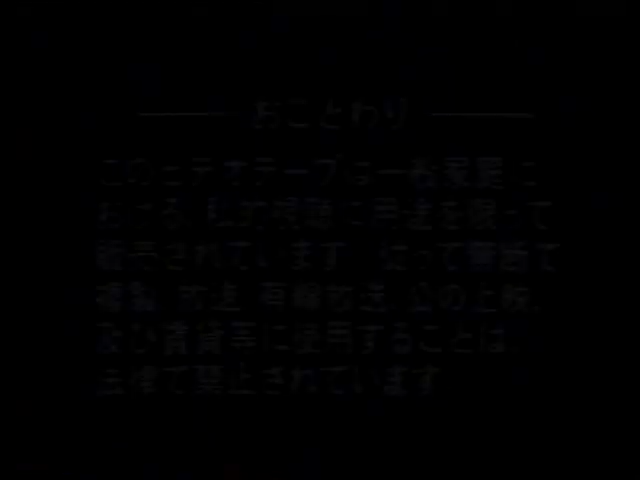 おことわり
このビデオテープは一般家庭に
おける、私的視聴に用途を限って
販売されています。従って無断で
複製、放送、有線放送、公の上映、
及び賃貸等に使用することは、
法律で禁止されています